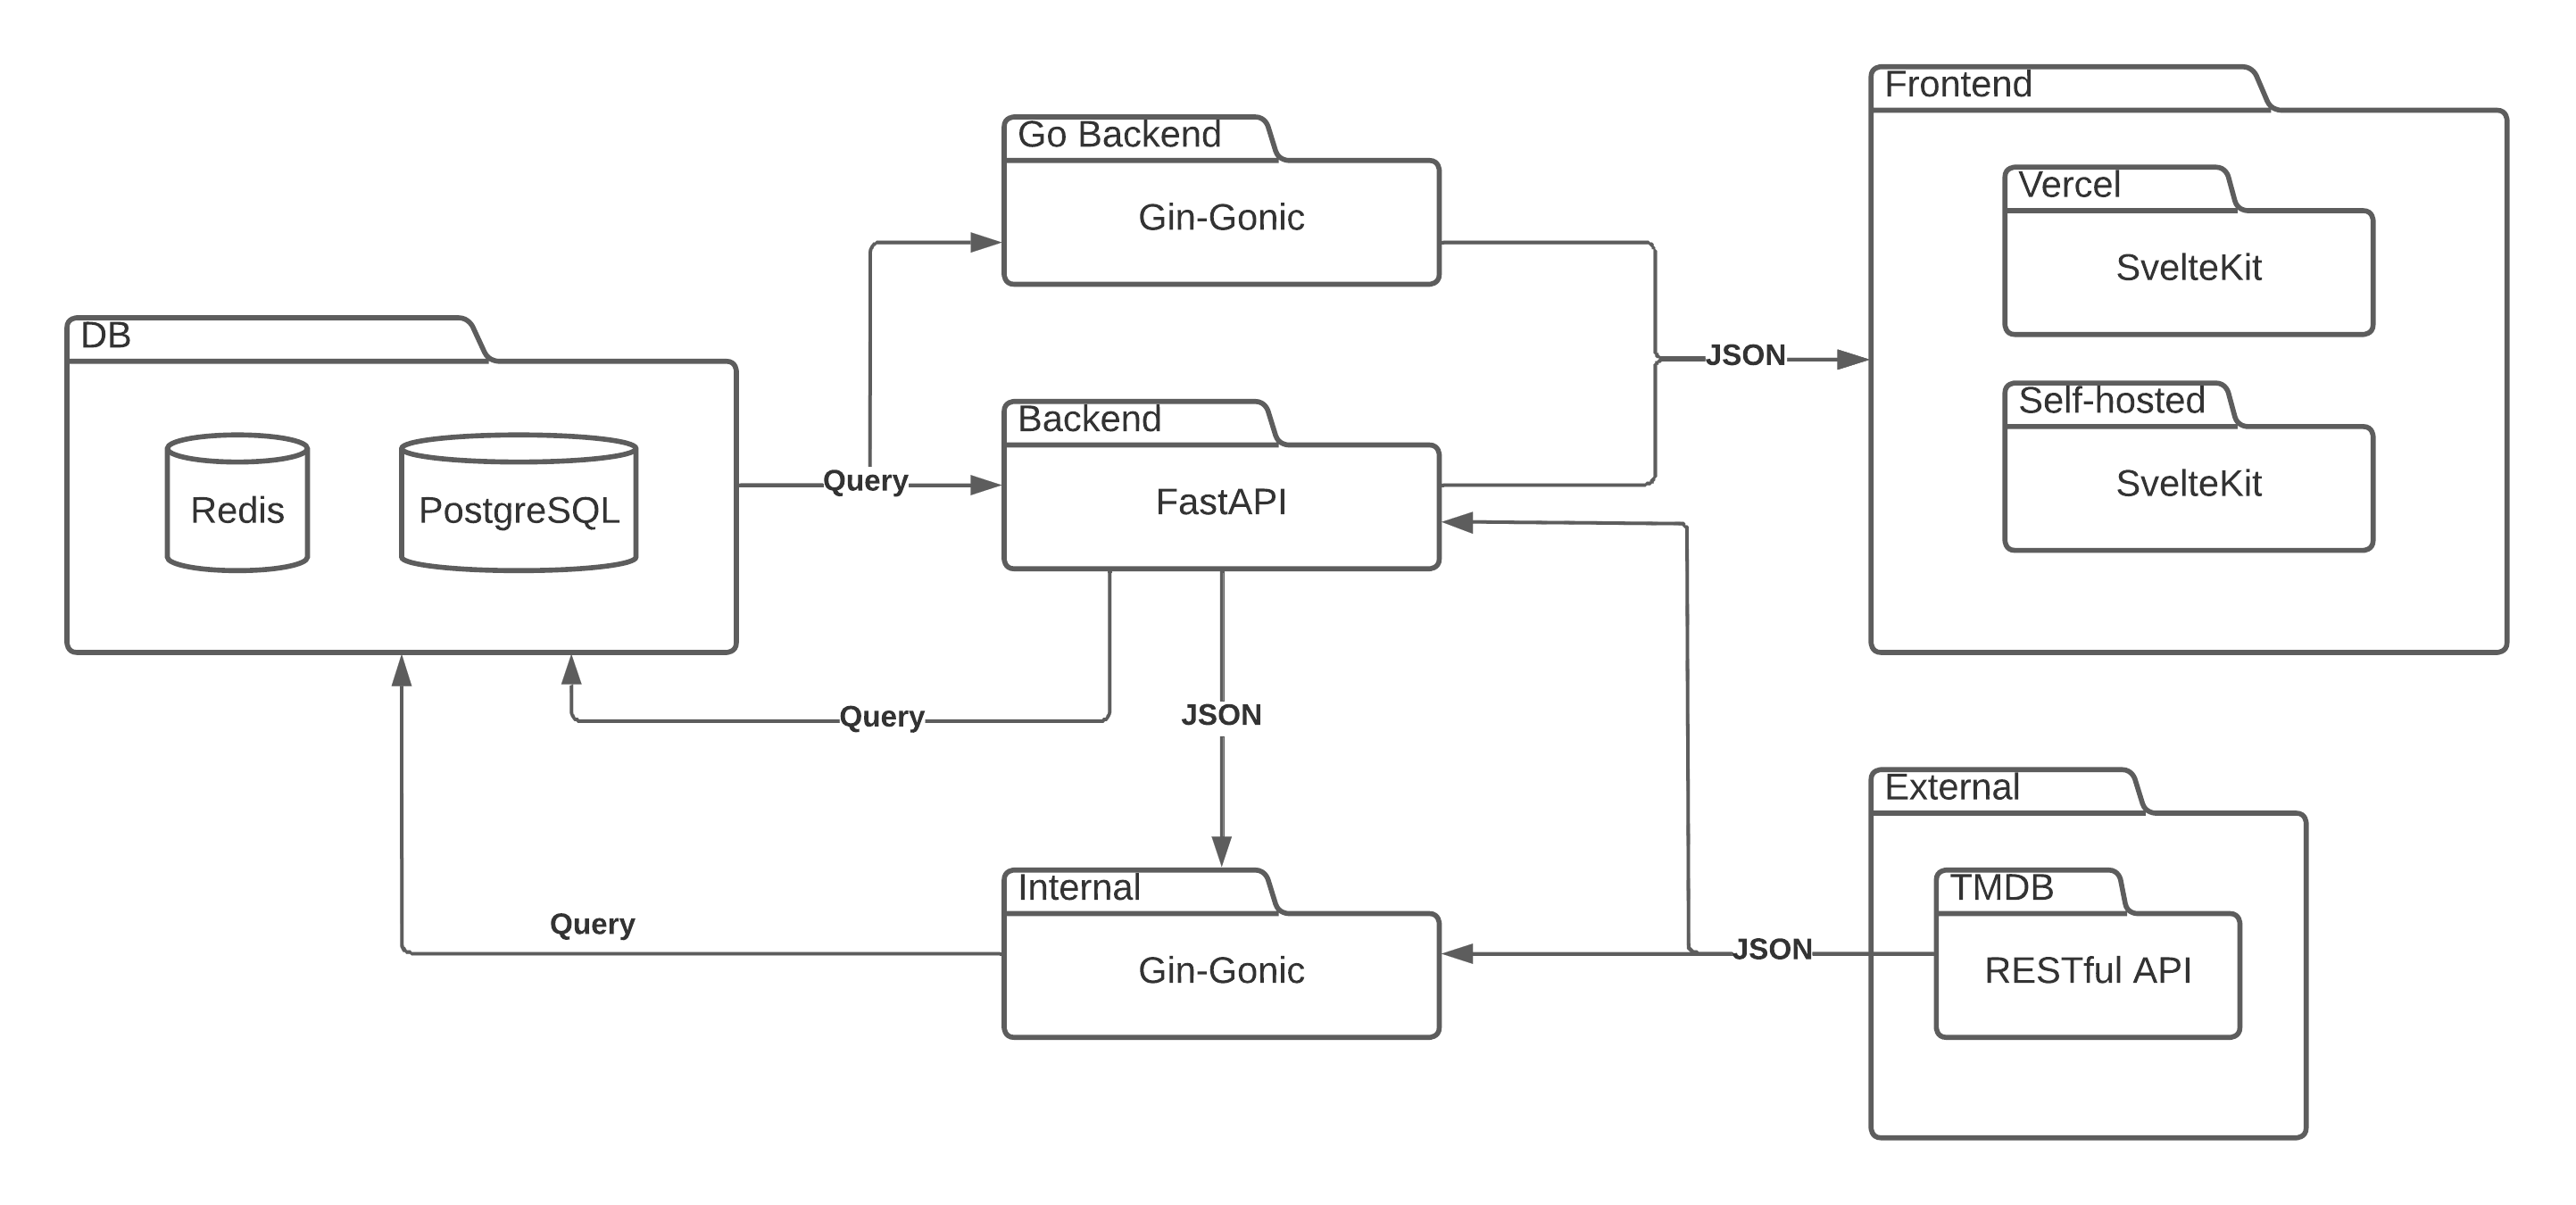 Frontend
Go Backend
Vercel
Gin-Gonic
SvelteKit
DB
JSON
Self-hosted
Backend
Query
SvelteKit
FastAPI
Redis
PostgreSQL
Query
JSON
External
Internal
TMDB
Query
JSON
Gin-Gonic
RESTful API